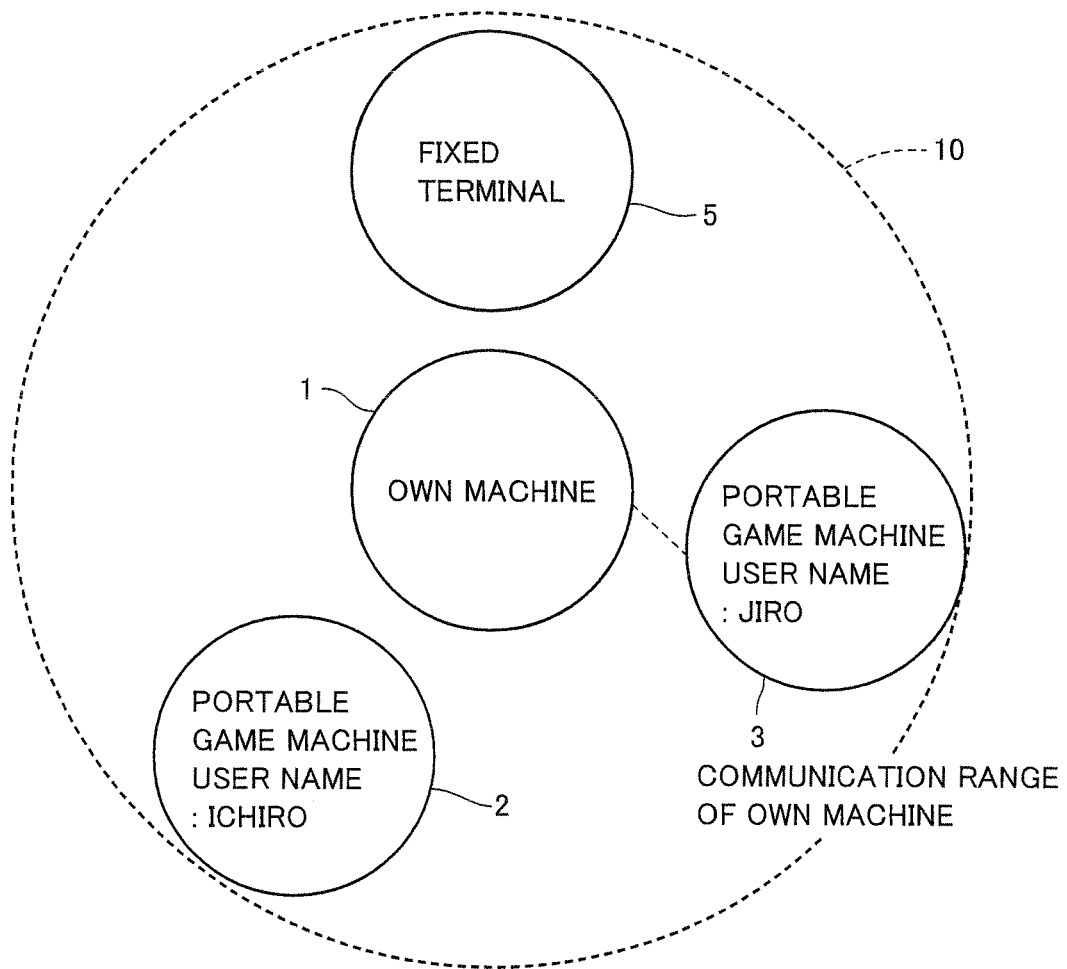 FIXED
TERMINAL
10
5
1
OWN MACHINE
PORTABLE
GAME MACHINE
USER NAME
: JIRO
3
PORTABLE
GAME MACHINE
USER NAME
: ICHIRO
2
COMMUNICATION RANGE
OF OWN MACHINE